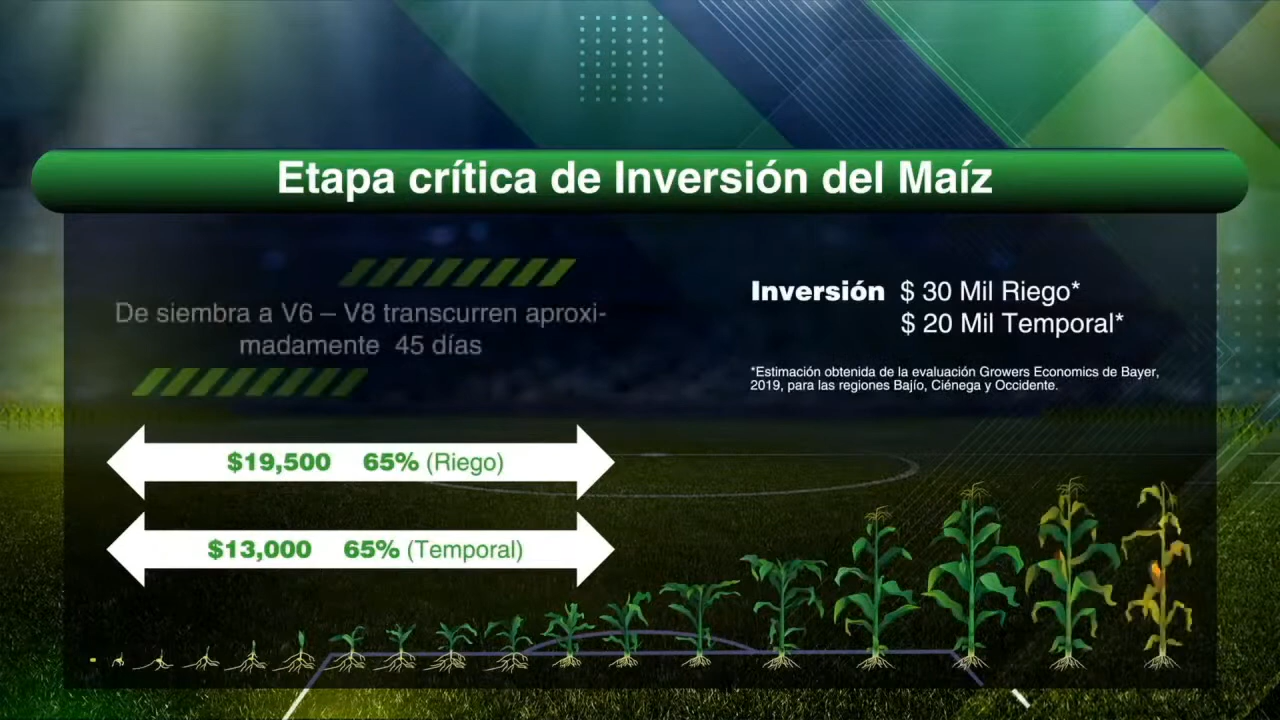 Etapa crítica de Inversión del Maíz
De siembra a V6 – V8 transcurren aproxi-
madamente 45 días
Inversión $ 30 Mil Riego*
$ 20 Mil Temporal*
*Estimación obtenida de la evaluación Growers Economics de Bayer,
2019, para las regiones Bajío, Ciénega y Occidente.
$19,500 65% (Riego)
$13,000 65% (Temporal)